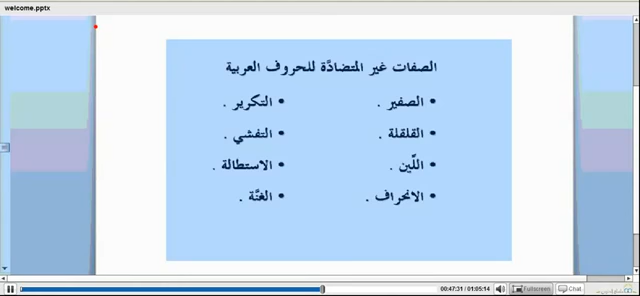 welcome.pptx
الصفات غير المتضادَّة للحروف العربية
• الصفير . • التكرير .
• القلقلة . • التفشي .
• اللِّين . • الاستطالة .
• الانحراف . • الغنَّة .
00:47:31 / 01:05:14 Fullscreen Chat